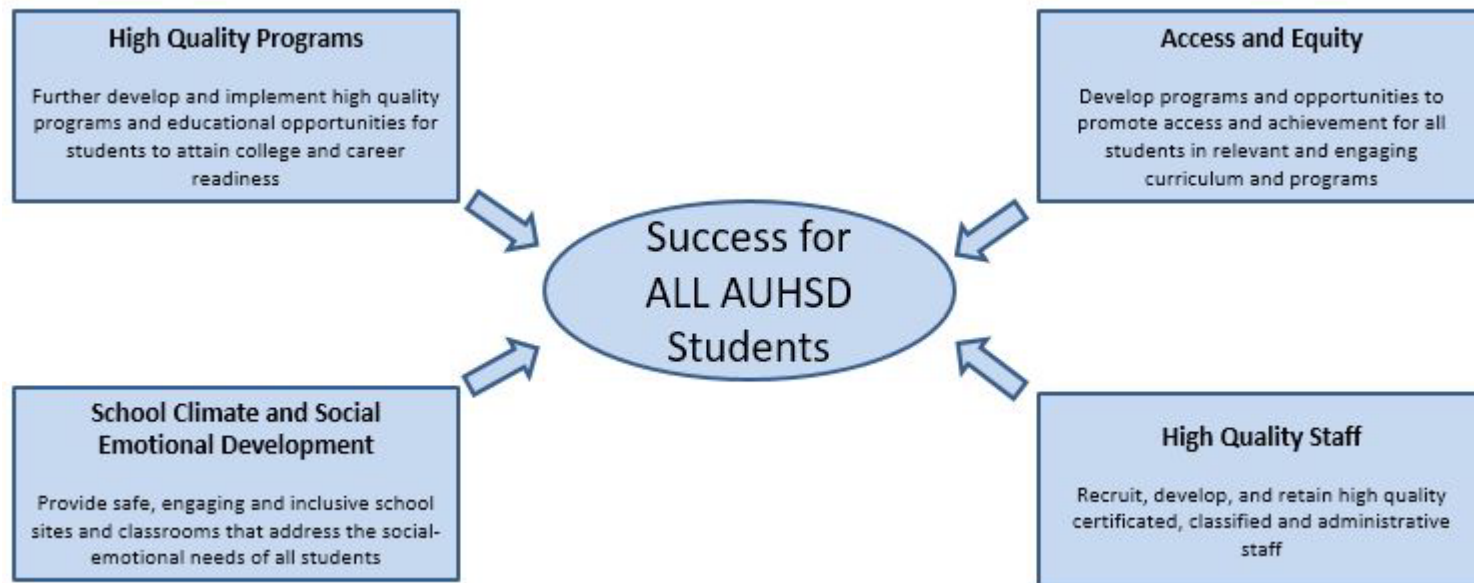 High Quality Programs
Further develop and implement high quality
programs and educational opportunities for
students to attain college and career
readiness
Access and Equity
Develop programs and opportunities to
promote access and achievement for all
students in relevant and engaging
curriculum and programs
Success for
ALL AUHSD
Students
School Climate and Social
Emotional Development
Provide safe, engaging and inclusive school
sites and classrooms that address the social-
emotional needs of all students
High Quality Staff
Recruit, develop, and retain high quality
certificated, classified and administrative
staff